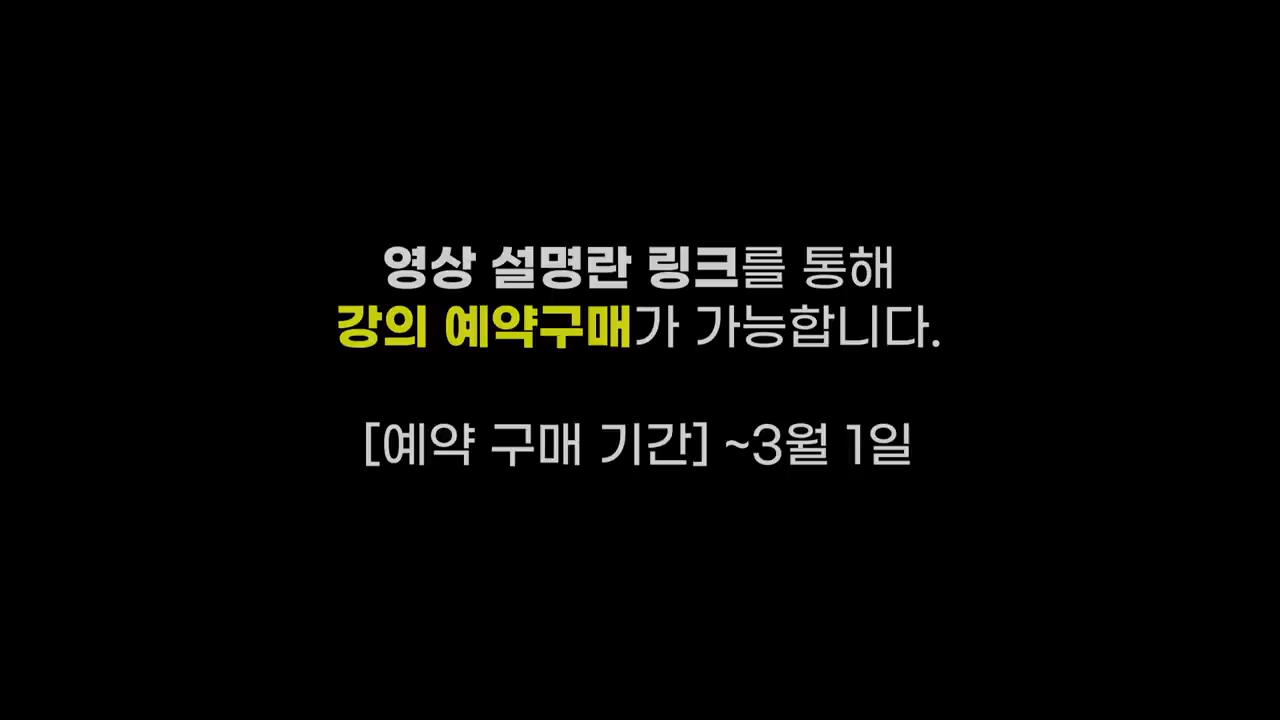 영상 설명란 링크를 통해
강의 예약구매가 가능합니다.
[예약 구매 기간] ~3월 1일